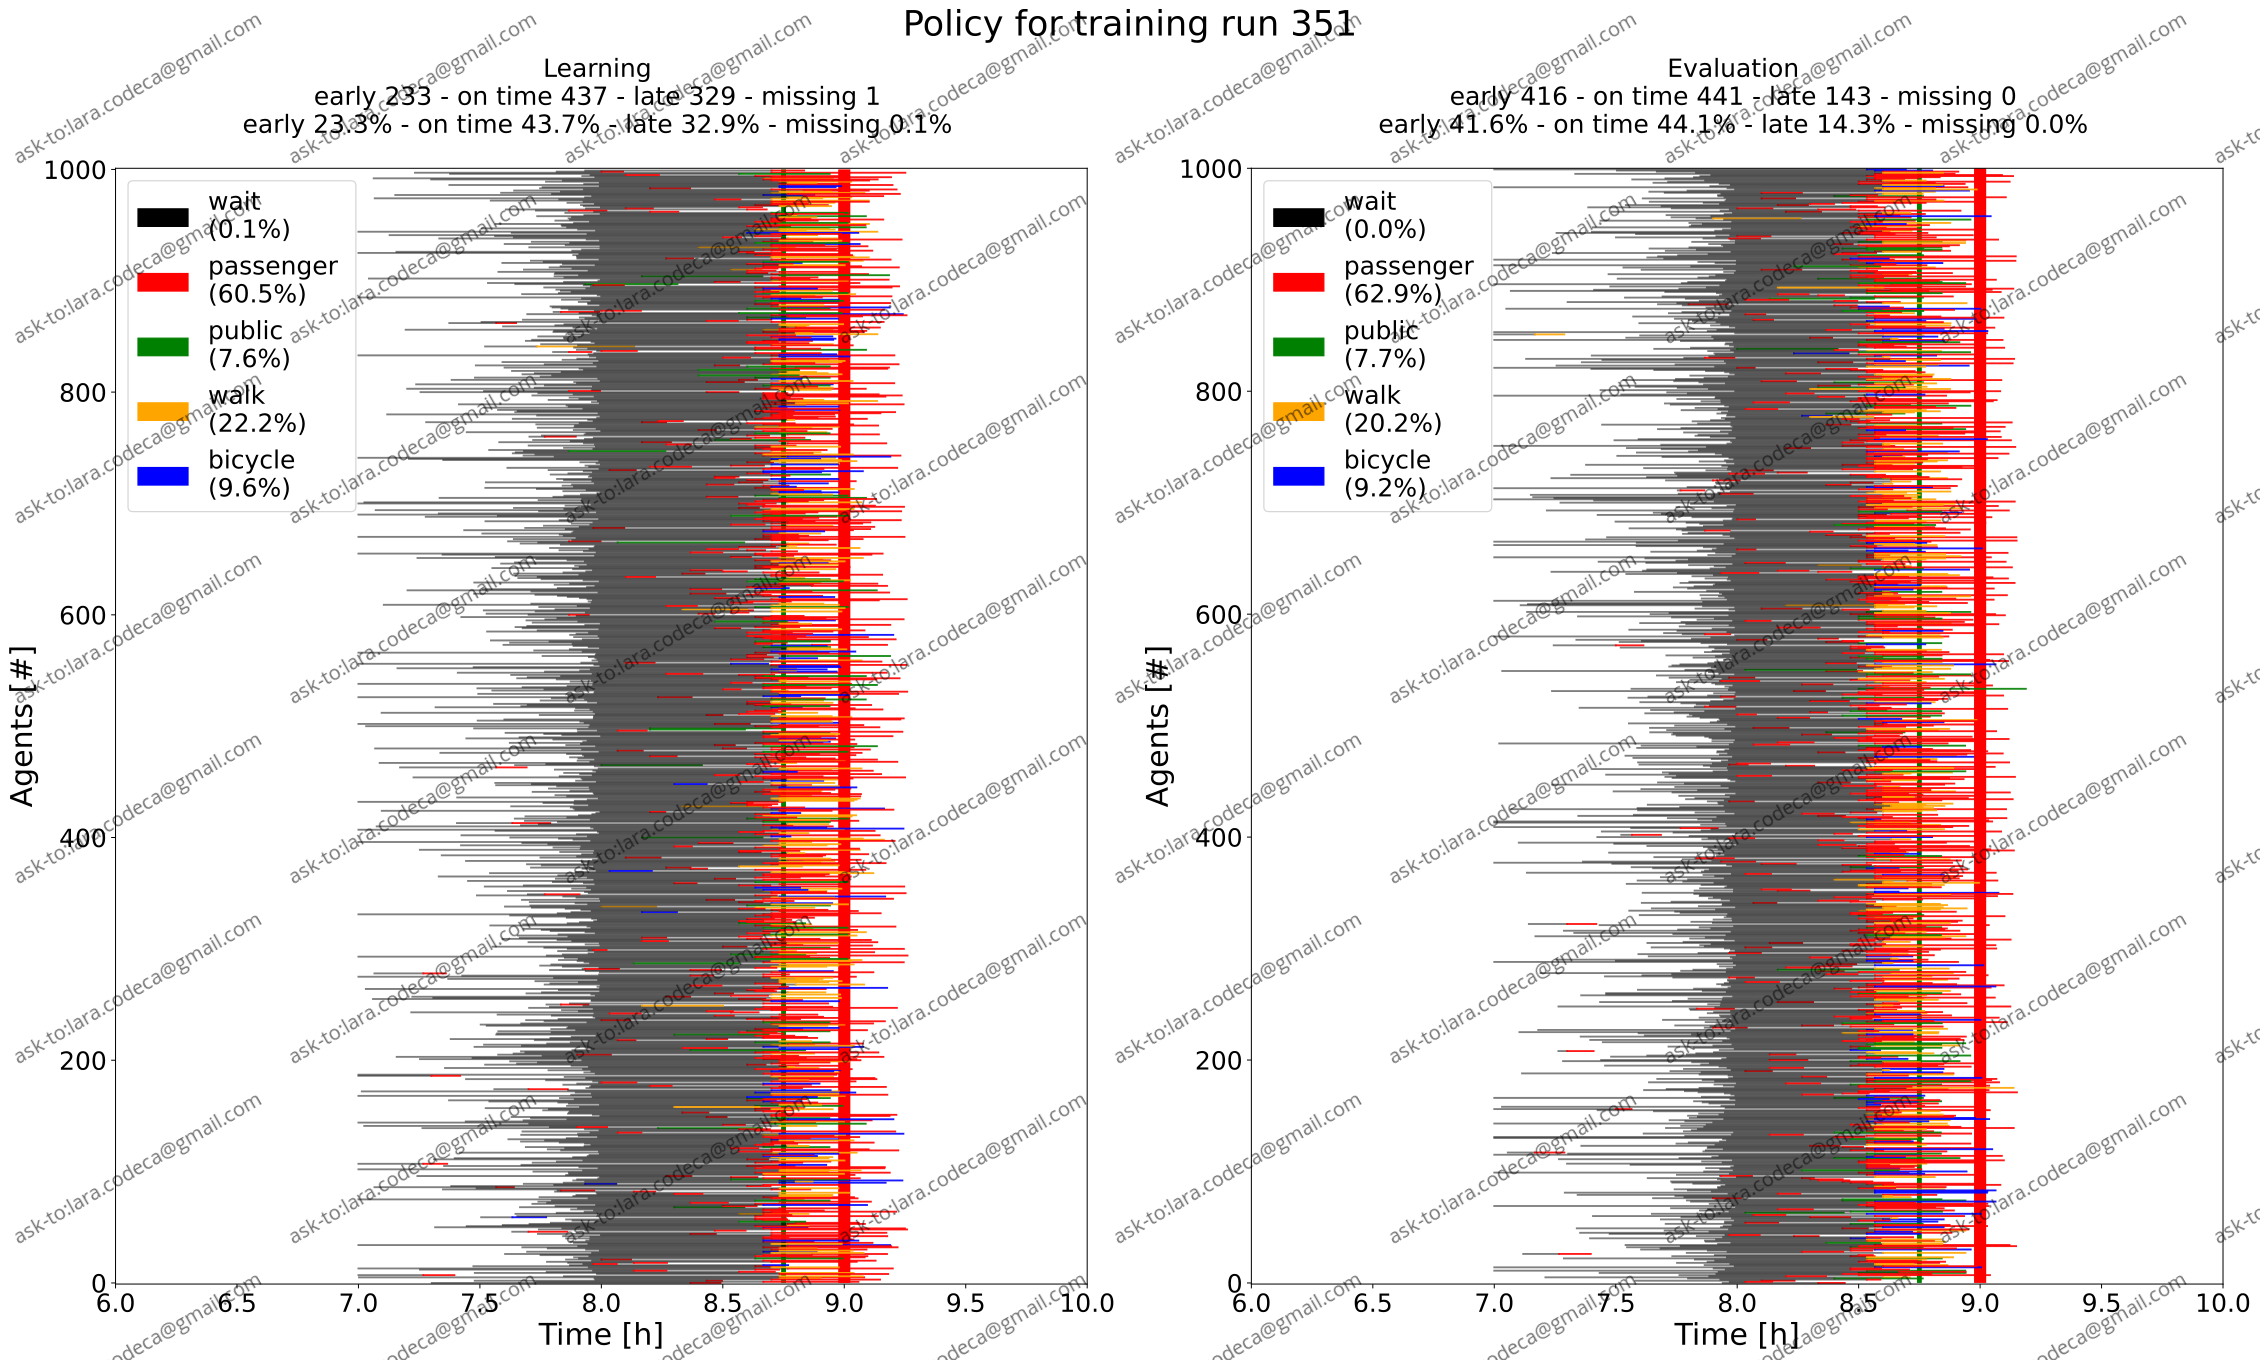 Policy for training run 351
Learning
early 233 - on time 437 - late 329 - missing 1
early 23.3% - on time 43.7% - late 32.9% - missing 0.1%
Agents [#]
1000
800
600
400
200
0
wait
(0.1%)
passenger
(60.5%)
public
(7.6%)
walk
(22.2%)
bicycle
(9.6%)
6.0 6.5 7.0 7.5 8.0 8.5 9.0 9.5 10.0
Time [h]
Evaluation
early 416 - on time 441 - late 143 - missing 0
early 41.6% - on time 44.1% - late 14.3% - missing 0.0%
Agents [#]
1000
800
600
400
200
0
wait
(0.0%)
passenger
(62.9%)
public
(7.7%)
walk
(20.2%)
bicycle
(9.2%)
6.0 6.5 7.0 7.5 8.0 8.5 9.0 9.5 10.0
Time [h]
ask-to:lara.codeca@gmail.com